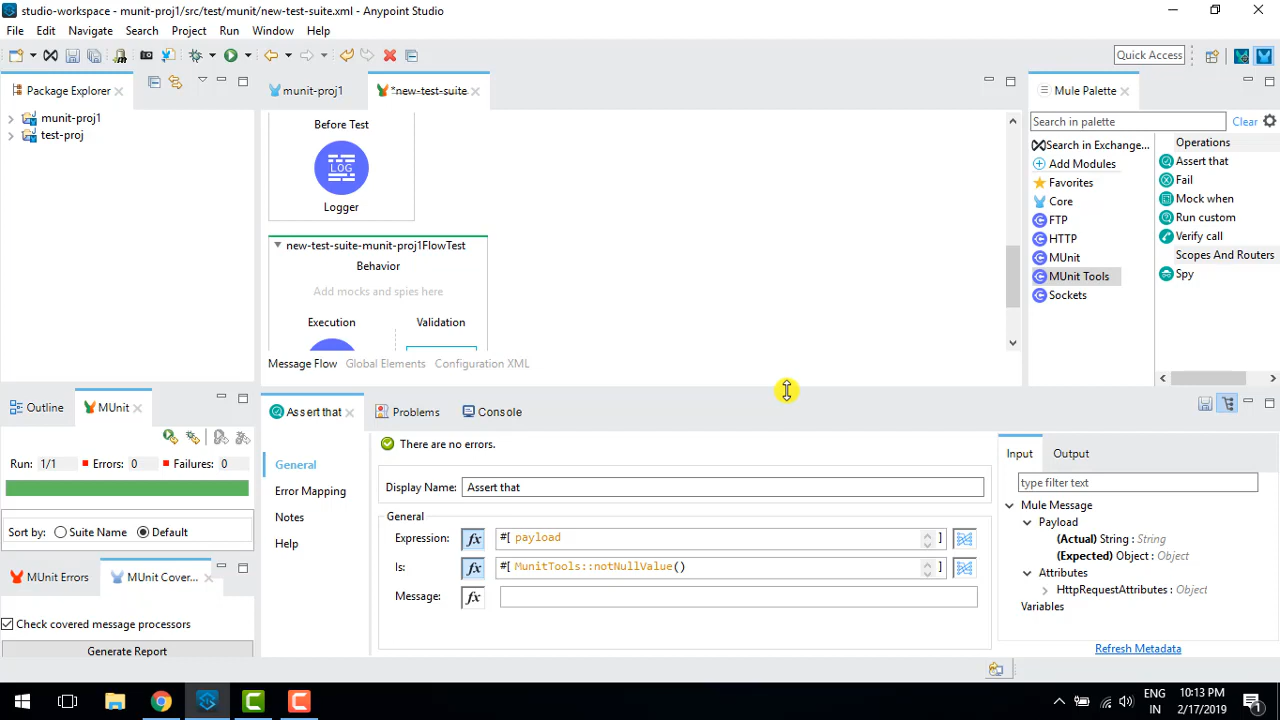 studio-workspace - munit-proj1/src/test/munit/new-test-suite.xml - Anypoint Studio
File Edit Navigate Search Project Run Window Help
Quick Access
Package Explorer
munit-proj1
test-proj
munit-proj1
*new-test-suite
Before Test
LOG
Logger
new-test-suite-munit-proj1FlowTest
Behavior
Add mocks and spies here
Execution Validation
Message Flow Global Elements Configuration XML
Mule Palette
Search in palette
Clear
Search in Exchange...
Add Modules
Favorites
Core
FTP
HTTP
MUnit
MUnit Tools
Sockets
Operations
Assert that
Fail
Mock when
Run custom
Verify call
Scopes And Routers
Spy
Outline MUnit
Run: 1/1 Errors: 0 Failures: 0
Sort by: Suite Name Default
MUnit Errors MUnit Cover...
Check covered message processors
Generate Report
Assert that Problems Console
There are no errors.
General
Error Mapping
Notes
Help
Display Name: Assert that
General
Expression: fx #[ payload ]
Is: fx #[ MunitTools::notNullValue() ]
Message: fx
Input Output
type filter text
Mule Message
Payload
(Actual) String : String
(Expected) Object : Object
Attributes
HttpRequestAttributes : Object
Variables
Refresh Metadata
ENG
IN
10:13 PM
2/17/2019
1